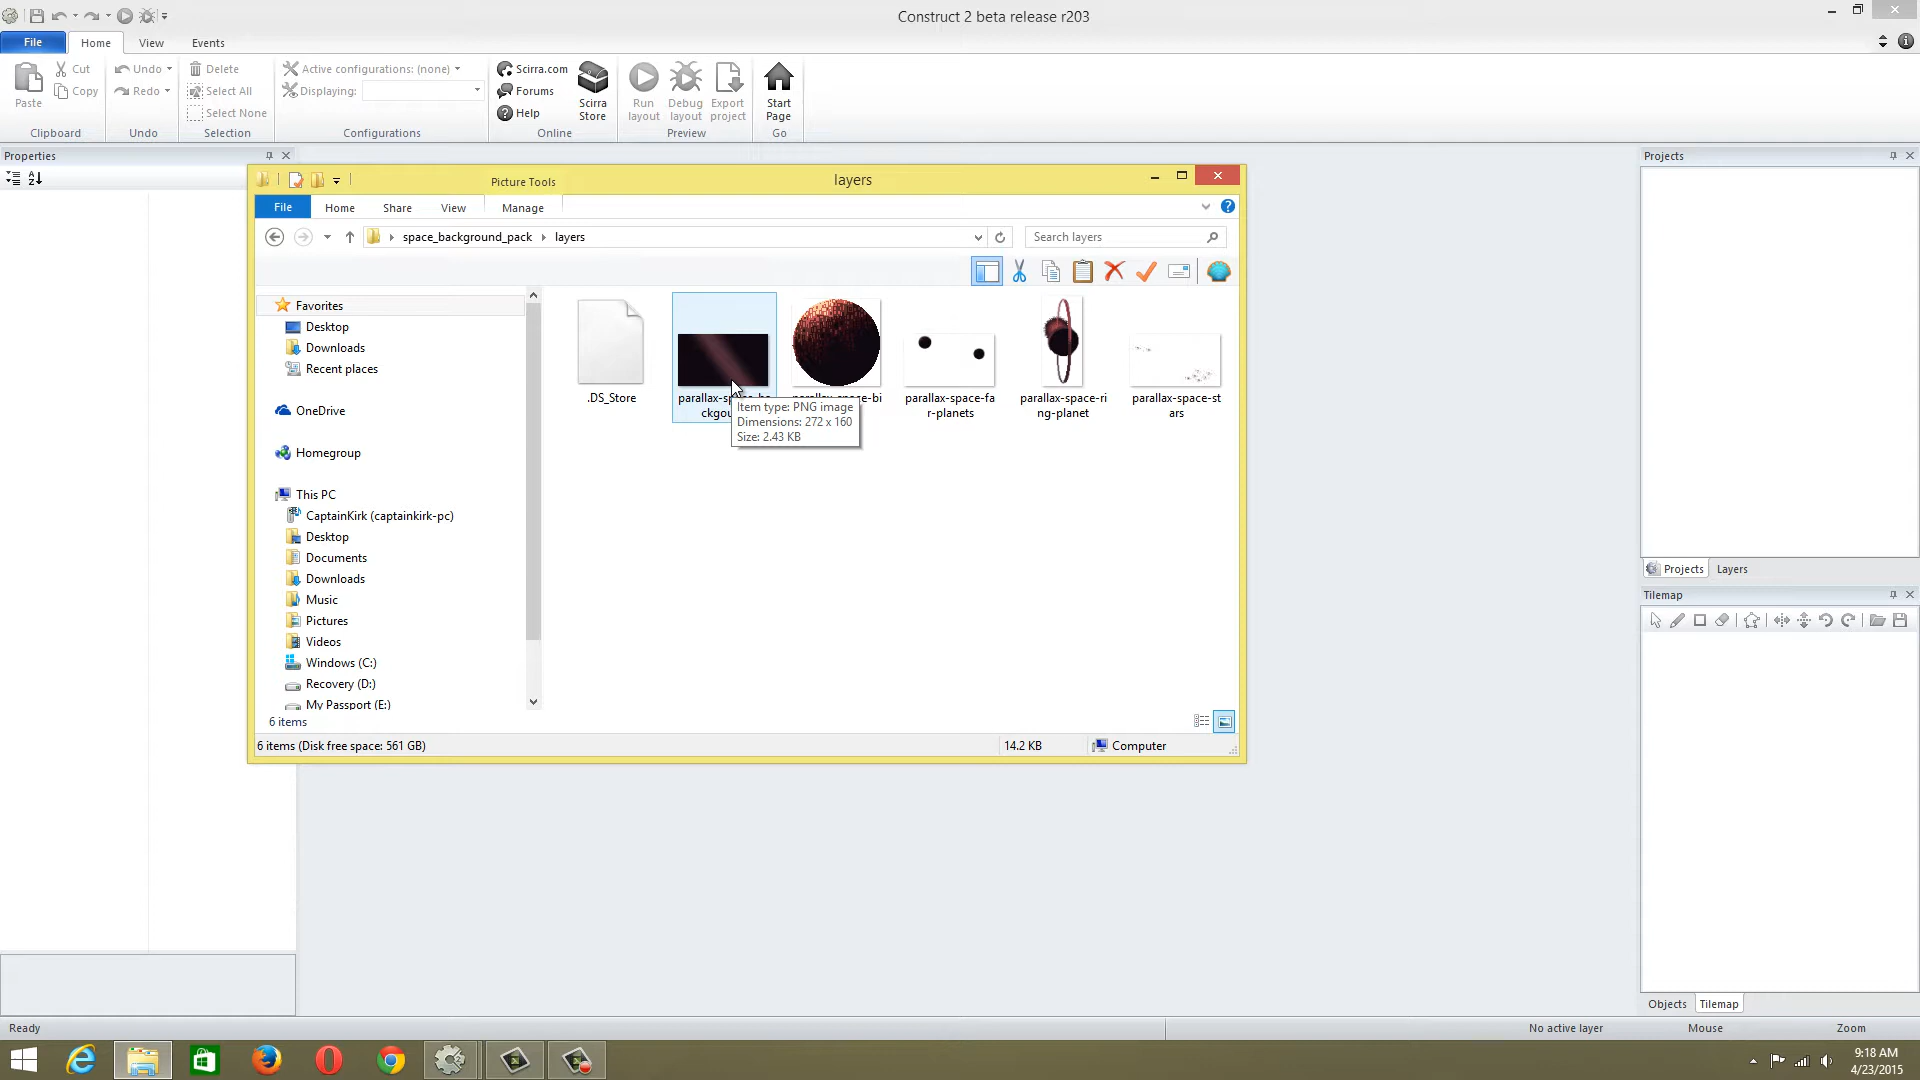 Construct 2 beta release r203
File Home View Events
Paste Cut Copy Clipboard
Undo Redo Undo
Delete Select All Select None Selection
Active configurations: (none)
Displaying:
Configurations
Scirra.com Forums Help Scirra Store Online
Run layout Debug layout Export project Preview
Start Page Go
Properties
Projects
Picture Tools
layers
File Home Share View Manage
space_background_pack layers
Search layers
Favorites
Desktop
Downloads
Recent places
OneDrive
Homegroup
This PC
CaptainKirk (captainkirk-pc)
Desktop
Documents
Downloads
Music
Pictures
Videos
Windows (C:)
Recovery (D:)
My Passport (E:)
.DS_Store
parallax-space-fa
r-planets
parallax-space-ri
ng-planet
parallax-space-st
ars
Item type: PNG image
Dimensions: 272 x 160
Size: 2.43 KB
6 items
6 items (Disk free space: 561 GB)
14.2 KB
Computer
Projects Layers
Tilemap
Objects Tilemap
Ready
No active layer
Mouse
Zoom
9:18 AM
4/23/2015